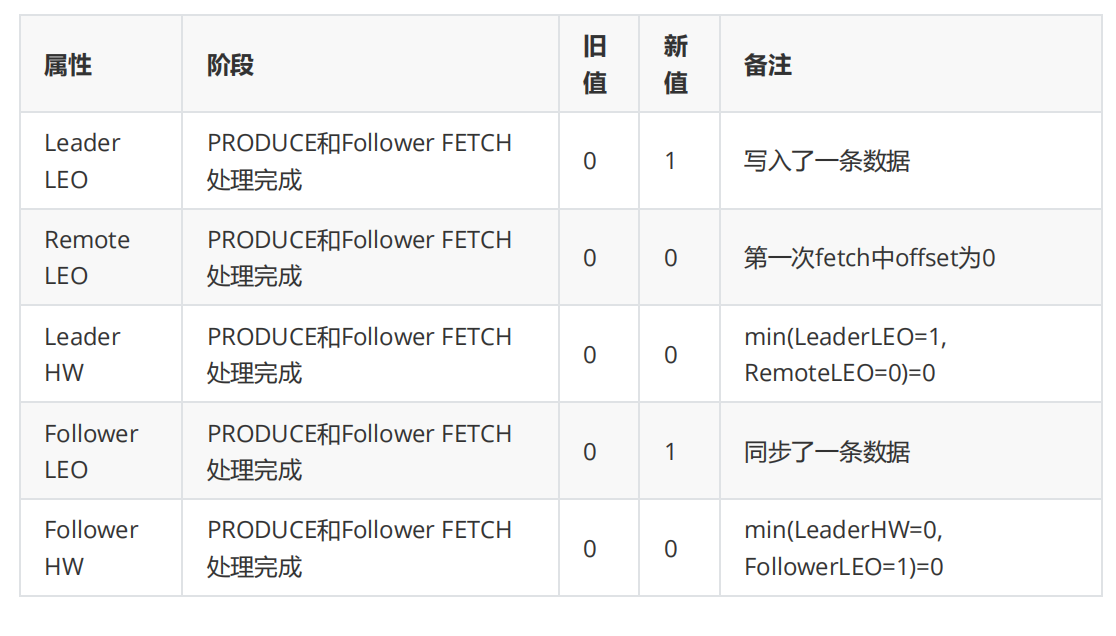 属性 阶段 旧值 新值 备注
Leader LEO PRODUCE和Follower FETCH处理完成 0 1 写入了一条数据
Remote LEO PRODUCE和Follower FETCH处理完成 0 0 第一次fetch中offset为0
Leader HW PRODUCE和Follower FETCH处理完成 0 0 min(LeaderLEO=1, RemoteLEO=0)=0
Follower LEO PRODUCE和Follower FETCH处理完成 0 1 同步了一条数据
Follower HW PRODUCE和Follower FETCH处理完成 0 0 min(LeaderHW=0, FollowerLEO=1)=0